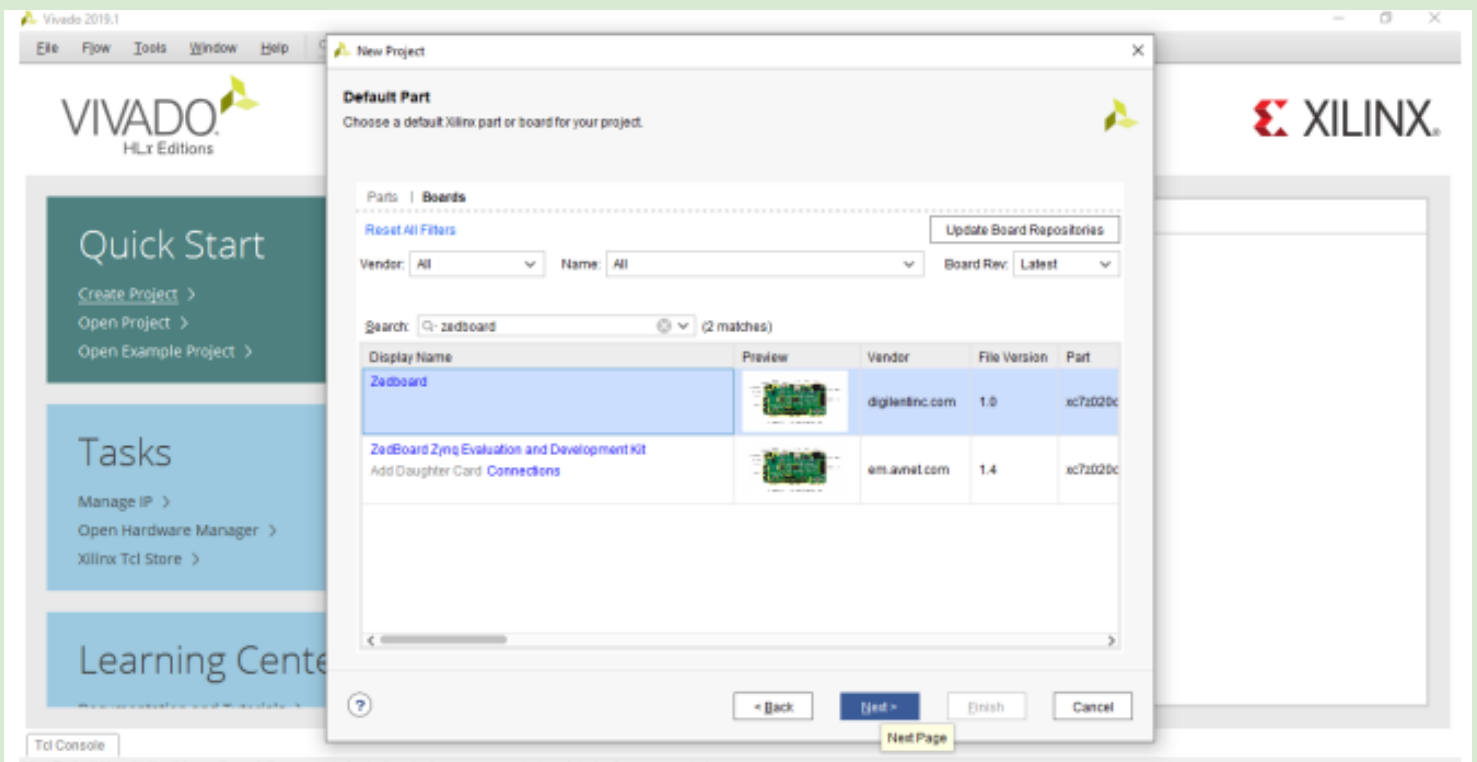 Vivado 2019.1
File Flow Tools Window Help
VIVADO.
HLx Editions
XILINX.
Quick Start
Create Project >
Open Project >
Open Example Project >
Tasks
Manage IP >
Open Hardware Manager >
Xilinx Tcl Store >
Learning Cente
Tcl Console
New Project
Default Part
Choose a default Xilinx part or board for your project.
Parts | Boards
Reset All Filters
Update Board Repositories
Vendor: All Name: All Board Rev: Latest
Search: zedboard (2 matches)
Display Name Preview Vendor File Version Part
Zedboard digilentinc.com 1.0 xc7z020c
ZedBoard Zynq Evaluation and Development Kit em.avnet.com 1.4 xc7z020c
Add Daughter Card Connections
? < Back Next > Finish Cancel
Next Page